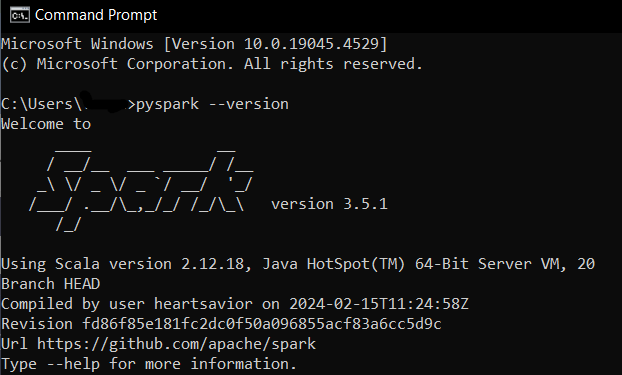 Command Prompt
Microsoft Windows [Version 10.0.19045.4529]
(c) Microsoft Corporation. All rights reserved.
C:\Users\ >pyspark --version
Welcome to
      ____              __
     / __/__  ___ _____/ /__
    _\ \/ _ \/ _ `/ __/  '_/
   /___/ .__/\_,_/_/ /_/\_\   version 3.5.1
      /_/
Using Scala version 2.12.18, Java HotSpot(TM) 64-Bit Server VM, 20
Branch HEAD
Compiled by user heartsavior on 2024-02-15T11:24:58Z
Revision fd86f85e181fc2dc0f50a096855acf83a6cc5d9c
Url https://github.com/apache/spark
Type --help for more information.